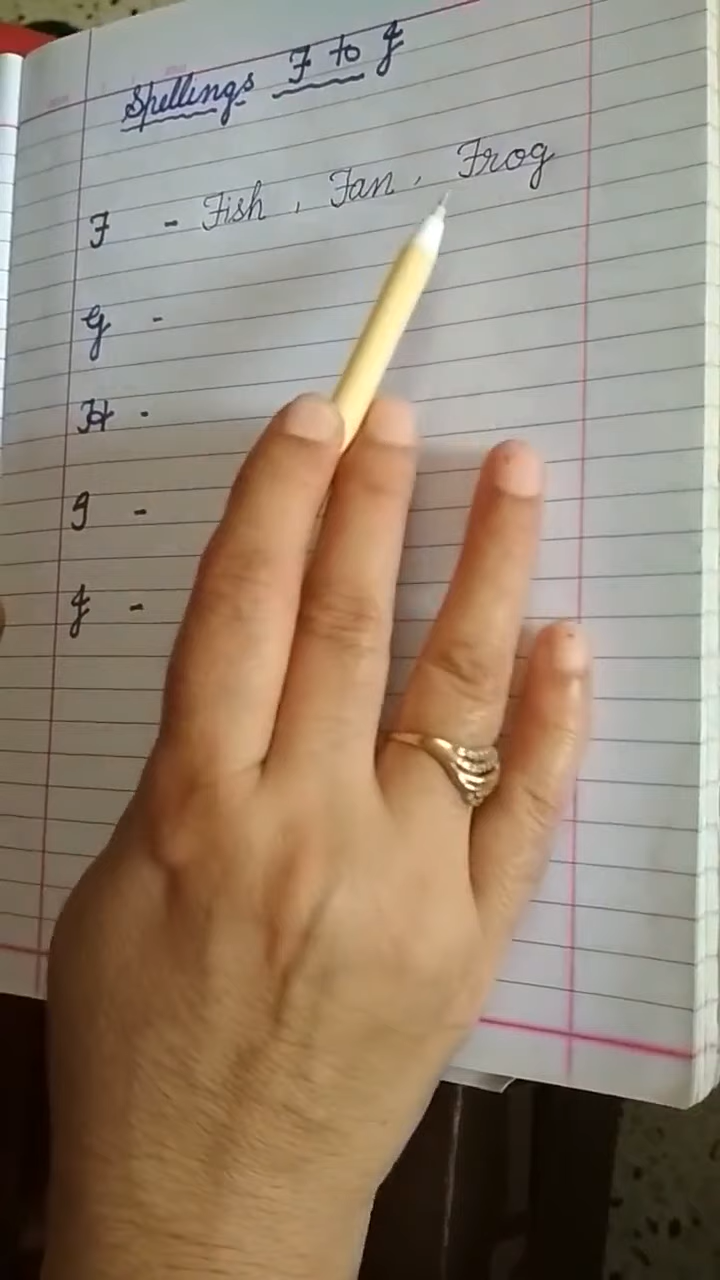 Spellings F to J
F - Fish , Fan , Frog
G -
H -
I -
J -